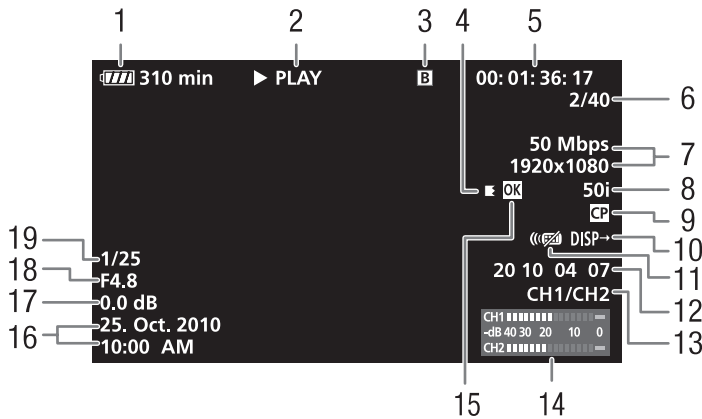 1 2 3 4 5
310 min PLAY B 00: 01: 36: 17
2/40 6
50 Mbps
1920x1080 7
OK 50i 8
CP 9
DISP→ 10
11
20 10 04 07 12
CH1/CH2 13
19 1/25
18 F4.8
17 0.0 dB
16 25. Oct. 2010
10:00 AM
CH1
-dB 40 30 20 10 0
CH2
15 14